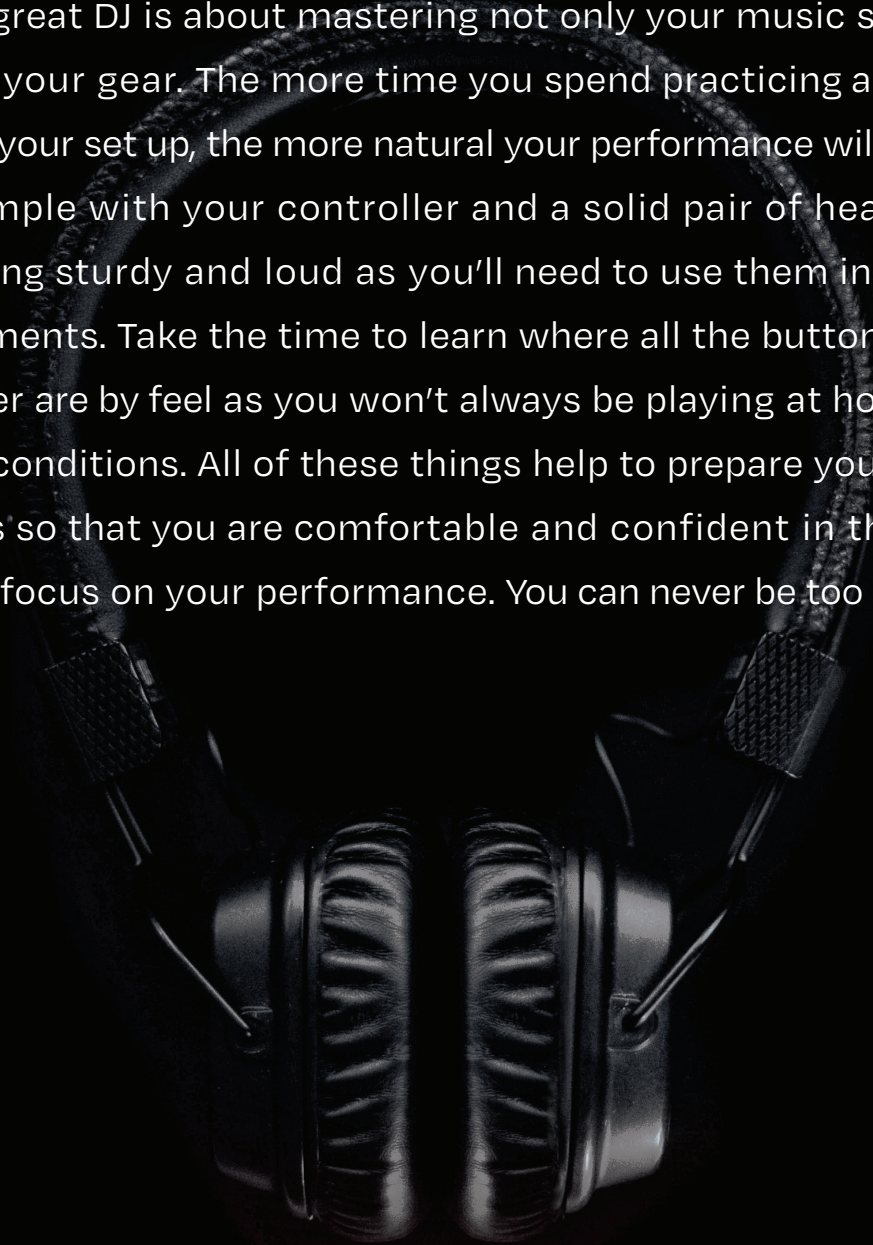 great DJ is about mastering not only your music s
your gear. The more time you spend practicing a
your set up, the more natural your performance wil
mple with your controller and a solid pair of hea
ng sturdy and loud as you’ll need to use them in
ments. Take the time to learn where all the button
er are by feel as you won’t always be playing at ho
conditions. All of these things help to prepare you
s so that you are comfortable and confident in th
focus on your performance. You can never be too